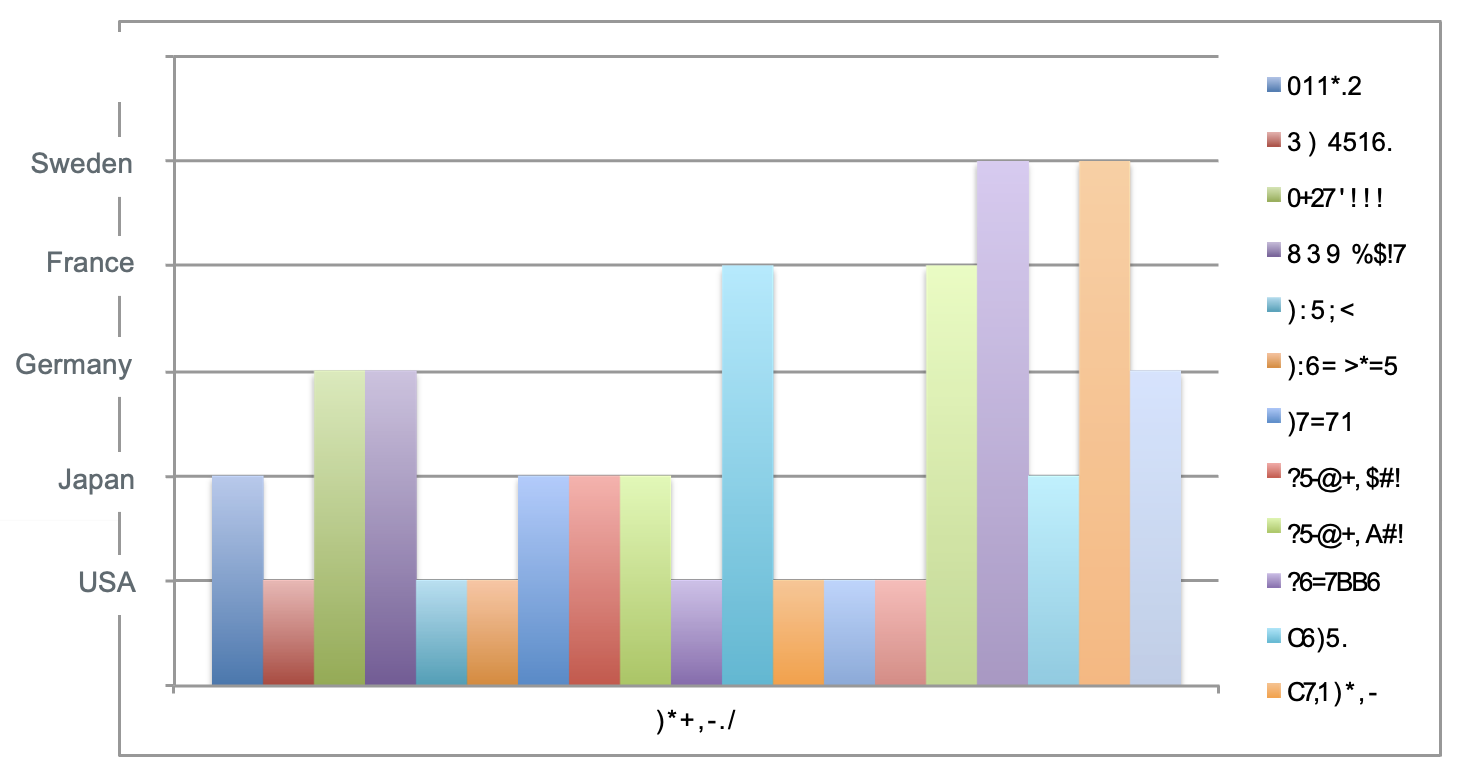 Sweden
France
Germany
Japan
USA
)*+,-./
011*.2
3 ) 4516.
0+27'!!!
8 3 9 %$!7
):5;<
):6= >*=5
)7=71
?5-@+, $#!
?5-@+, A#!
?6=7BB6
C6)5.
C7,1)*,-